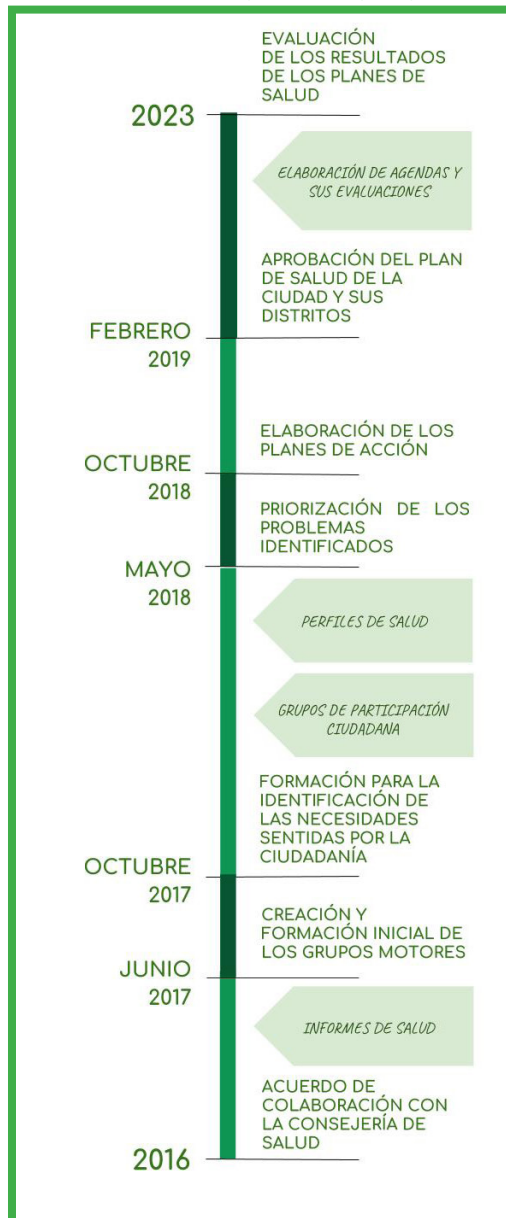 EVALUACIÓN
DE LOS RESULTADOS
DE LOS PLANES DE
SALUD
2023
ELABORACIÓN DE AGENDAS Y
SUS EVALUACIONES
APROBACIÓN DEL PLAN
DE SALUD DE LA
CIUDAD Y SUS
DISTRITOS
FEBRERO
2019
ELABORACIÓN DE LOS
PLANES DE ACCIÓN
OCTUBRE
2018
PRIORIZACIÓN DE LOS
PROBLEMAS
IDENTIFICADOS
MAYO
2018
PERFILES DE SALUD
GRUPOS DE PARTICIPACIÓN
CIUDADANA
FORMACIÓN PARA LA
IDENTIFICACIÓN DE
LAS NECESIDADES
SENTIDAS POR LA
CIUDADANÍA
OCTUBRE
2017
CREACIÓN Y
FORMACIÓN INICIAL DE
LOS GRUPOS MOTORES
JUNIO
2017
INFORMES DE SALUD
ACUERDO DE
COLABORACIÓN CON
LA CONSEJERÍA DE
SALUD
2016